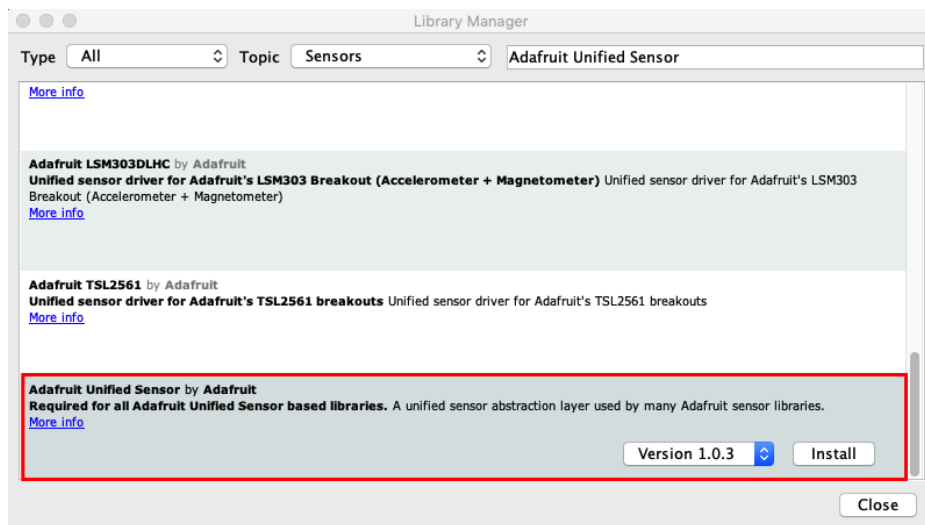 Library Manager
Type All Topic Sensors Adafruit Unified Sensor
More info
Adafruit LSM303DLHC by Adafruit
Unified sensor driver for Adafruit's LSM303 Breakout (Accelerometer + Magnetometer) Unified sensor driver for Adafruit's LSM303
Breakout (Accelerometer + Magnetometer)
More info
Adafruit TSL2561 by Adafruit
Unified sensor driver for Adafruit's TSL2561 breakouts Unified sensor driver for Adafruit's TSL2561 breakouts
More info
Adafruit Unified Sensor by Adafruit
Required for all Adafruit Unified Sensor based libraries. A unified sensor abstraction layer used by many Adafruit sensor libraries.
More info
Version 1.0.3 Install
Close